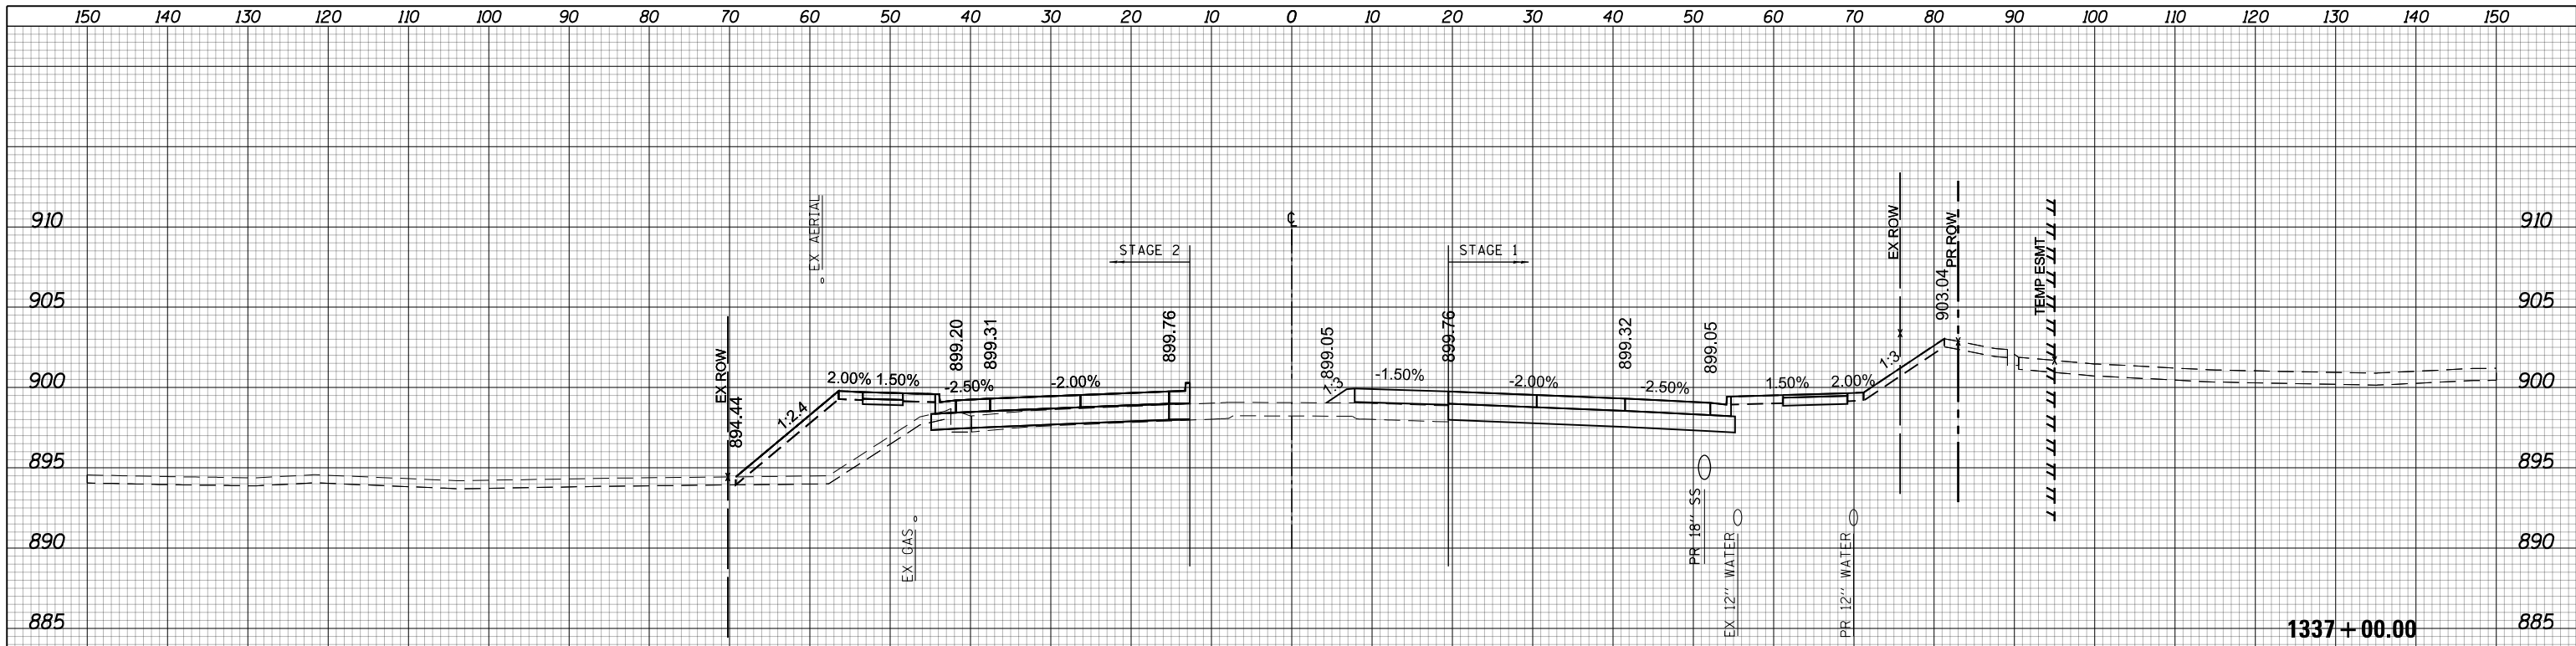 150 140 130 120 110 100 90 80 70 60 50 40 30 20 10 0 10 20 30 40 50 60 70 80 90 100 110 120 130 140 150
910 910
905 905
900 900
895 895
890 890
885 885
EX ROW
894.44
1:2.4
EX AERIAL
2.00% 1.50%
EX GAS
899.20
-2.50%
899.31
-2.00%
STAGE 2
899.76
℄
899.05
1:3
-1.50%
899.76
STAGE 1
-2.00%
899.32
-2.50%
899.05
PR 18'' SS
EX 12'' WATER
1.50% 2.00%
PR 12'' WATER
1:3
EX ROW
903.04
PR ROW
TEMP ESMT
1337+00.00